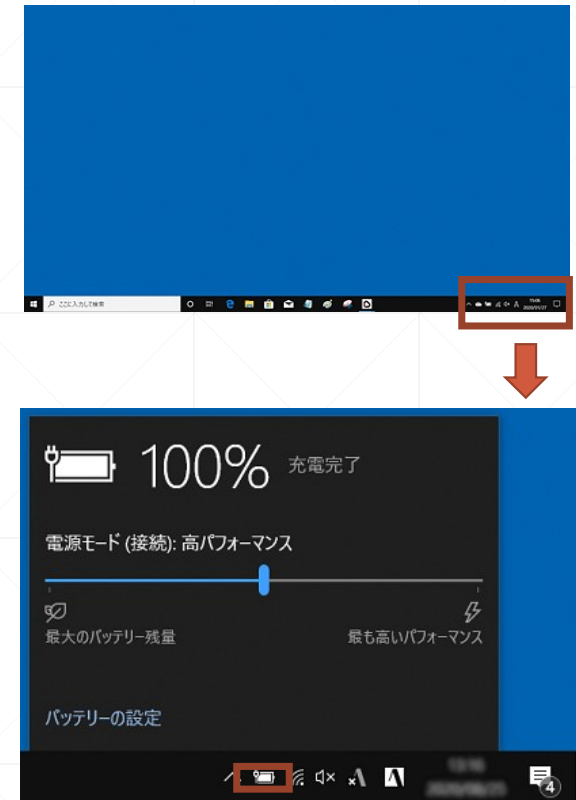 ここに入力して検索
A
100% 充電完了
電源モード (接続): 高パフォーマンス
最大のバッテリー残量 最も高いパフォーマンス
バッテリーの設定
4